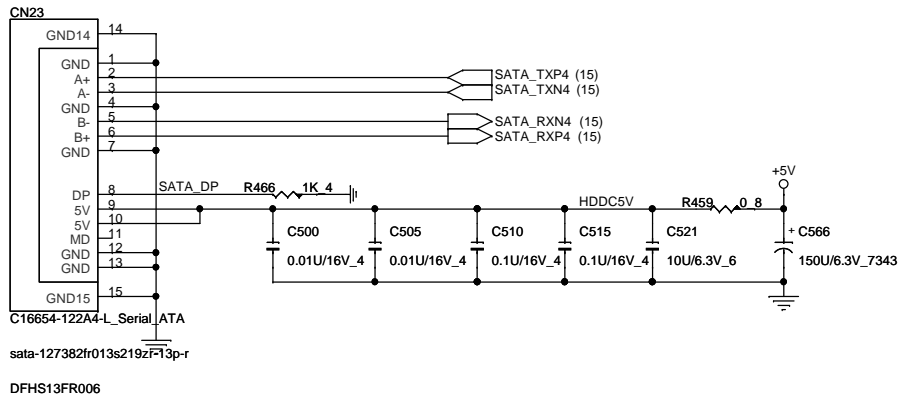 CN23
GND14 14
GND 1
A+ 2 SATA_TXP4 (15)
A- 3 SATA_TXN4 (15)
GND 4
B- 5 SATA_RXN4 (15)
B+ 6 SATA_RXP4 (15)
GND 7
+5V
DP 8 SATA_DP R466 1K_4
5V 9 HDDC5V R459 0_8
5V 10
MD 11
GND 12
GND 13
C500 C505 C510 C515 C521 + C566
0.01U/16V_4 0.01U/16V_4 0.1U/16V_4 0.1U/16V_4 10U/6.3V_6 150U/6.3V_7343
GND15 15
C16654-122A4-L_Serial_ATA
sata-127382fr013s219zr-13p-r
DFHS13FR006